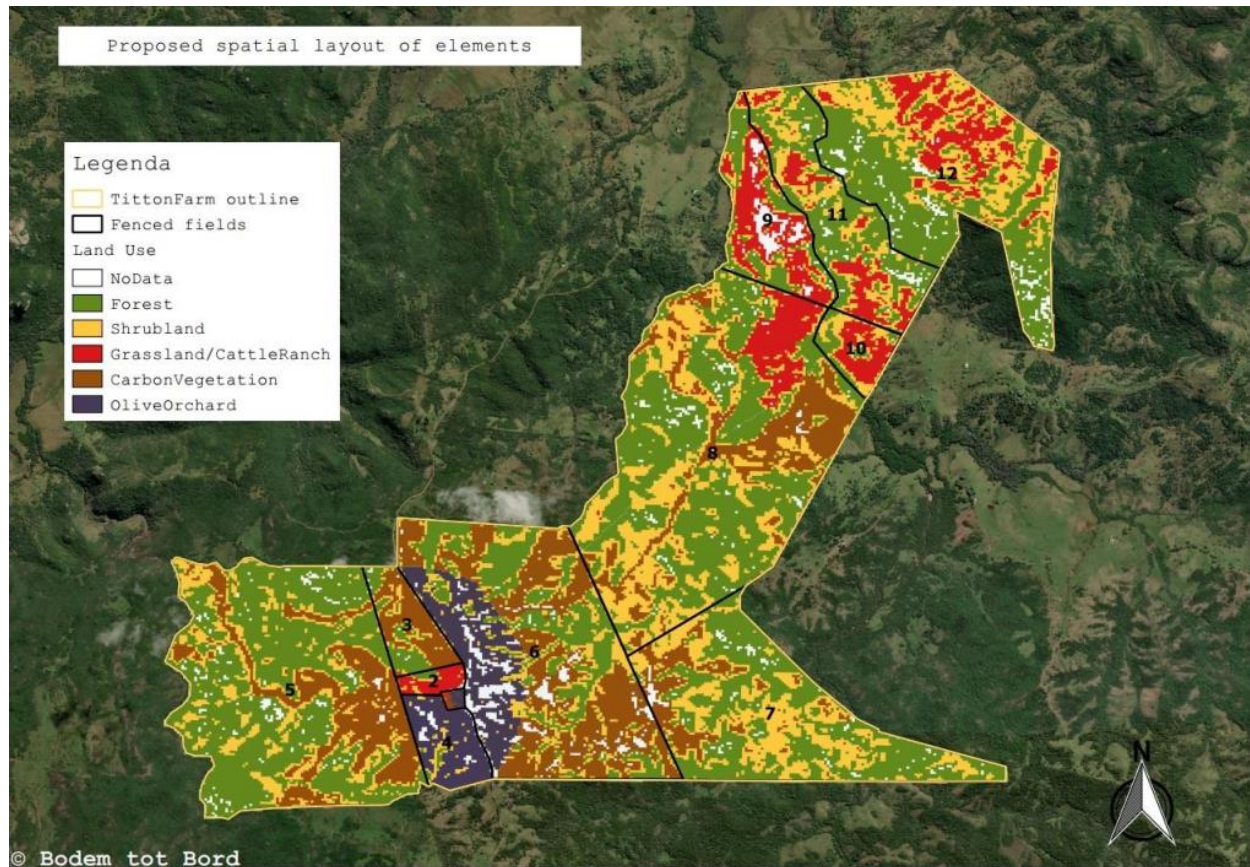 Proposed spatial layout of elements
Legenda
TittonFarm outline
Fenced fields
Land Use
NoData
Forest
Shrubland
Grassland/CattleRanch
CarbonVegetation
OliveOrchard
12
9
11
10
8
3
6
2
5
7
4
N
© Bodem tot Bord